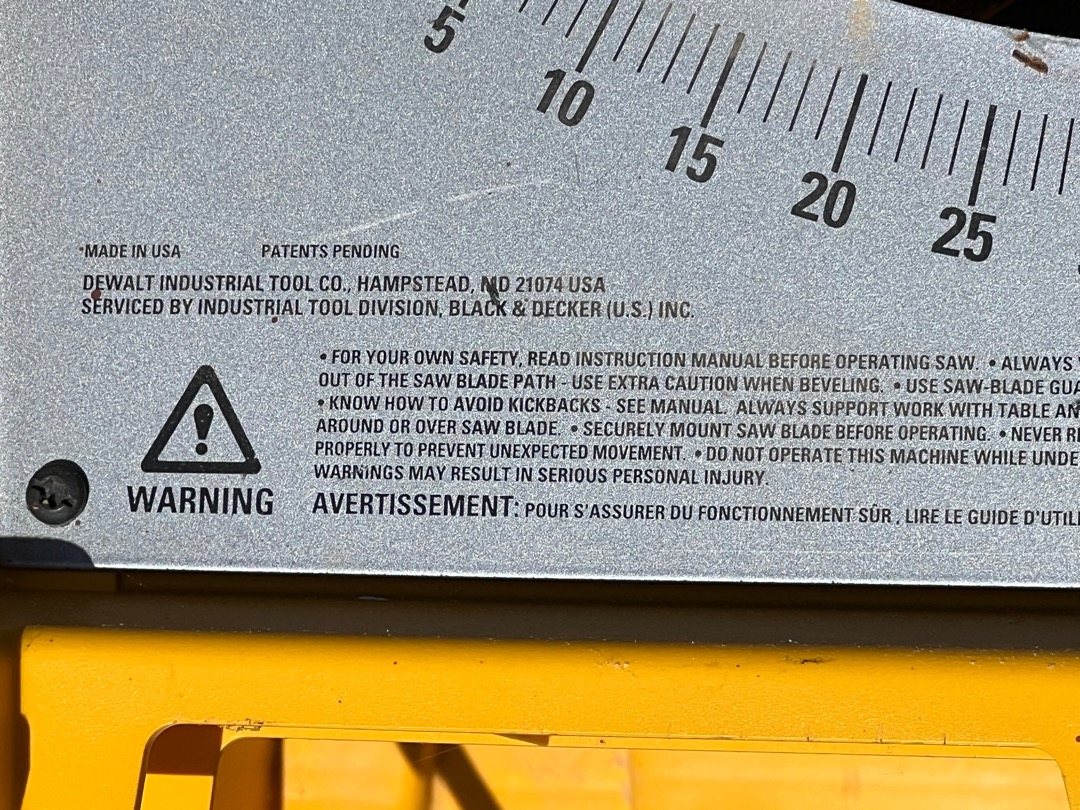 5
10
15
20
25
MADE IN USA PATENTS PENDING
DEWALT INDUSTRIAL TOOL CO., HAMPSTEAD, MD 21074 USA
SERVICED BY INDUSTRIAL TOOL DIVISION, BLACK & DECKER (U.S.) INC.
• FOR YOUR OWN SAFETY, READ INSTRUCTION MANUAL BEFORE OPERATING SAW. • ALWAYS
OUT OF THE SAW BLADE PATH - USE EXTRA CAUTION WHEN BEVELING. • USE SAW-BLADE
• KNOW HOW TO AVOID KICKBACKS - SEE MANUAL. ALWAYS SUPPORT WORK WITH TABLE
AROUND OR OVER SAW BLADE. • SECURELY MOUNT SAW BLADE BEFORE OPERATING. • NEVER
PROPERLY TO PREVENT UNEXPECTED MOVEMENT. • DO NOT OPERATE THIS MACHINE WHILE
WARNINGS MAY RESULT IN SERIOUS PERSONAL INJURY.
WARNING
AVERTISSEMENT: POUR S'ASSURER DU FONCTIONNEMENT SÛR , LIRE LE GUIDE